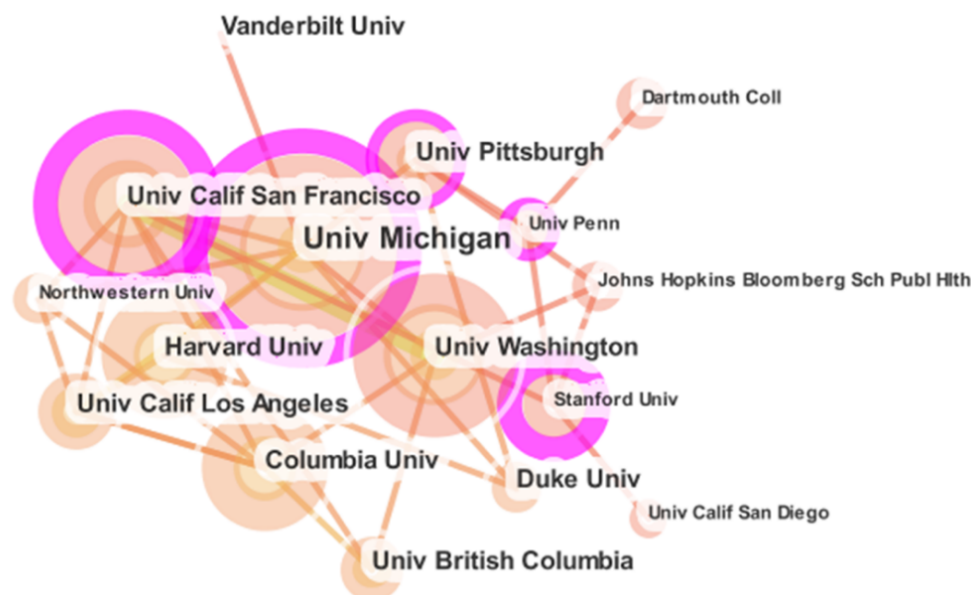 Vanderbilt Univ
Dartmouth Coll
Univ Pittsburgh
Univ Calif San Francisco
Univ Penn
Univ Michigan
Johns Hopkins Bloomberg Sch Publ Hlth
Northwestern Univ
Harvard Univ
Univ Washington
Stanford Univ
Univ Calif Los Angeles
Columbia Univ
Duke Univ
Univ Calif San Diego
Univ British Columbia